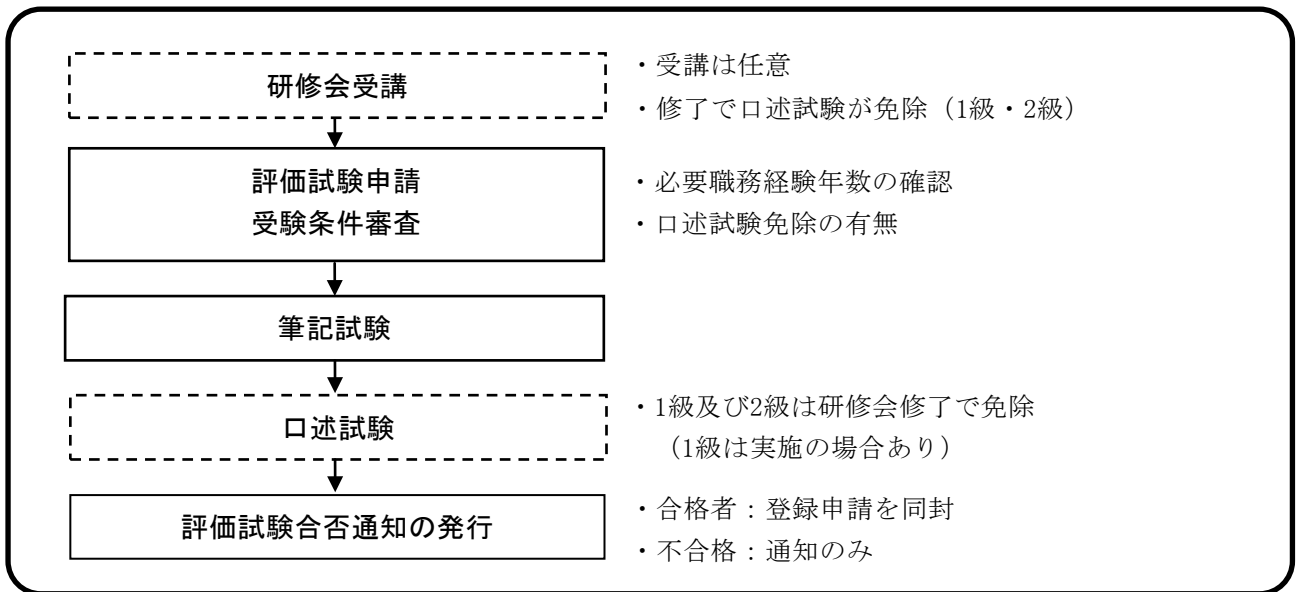 研修会受講
・受講は任意
・修了で口述試験が免除（1級・2級）
評価試験申請
受験条件審査
・必要職務経験年数の確認
・口述試験免除の有無
筆記試験
口述試験
・1級及び2級は研修会修了で免除
（1級は実施の場合あり）
評価試験合否通知の発行
・合格者：登録申請を同封
・不合格：通知のみ